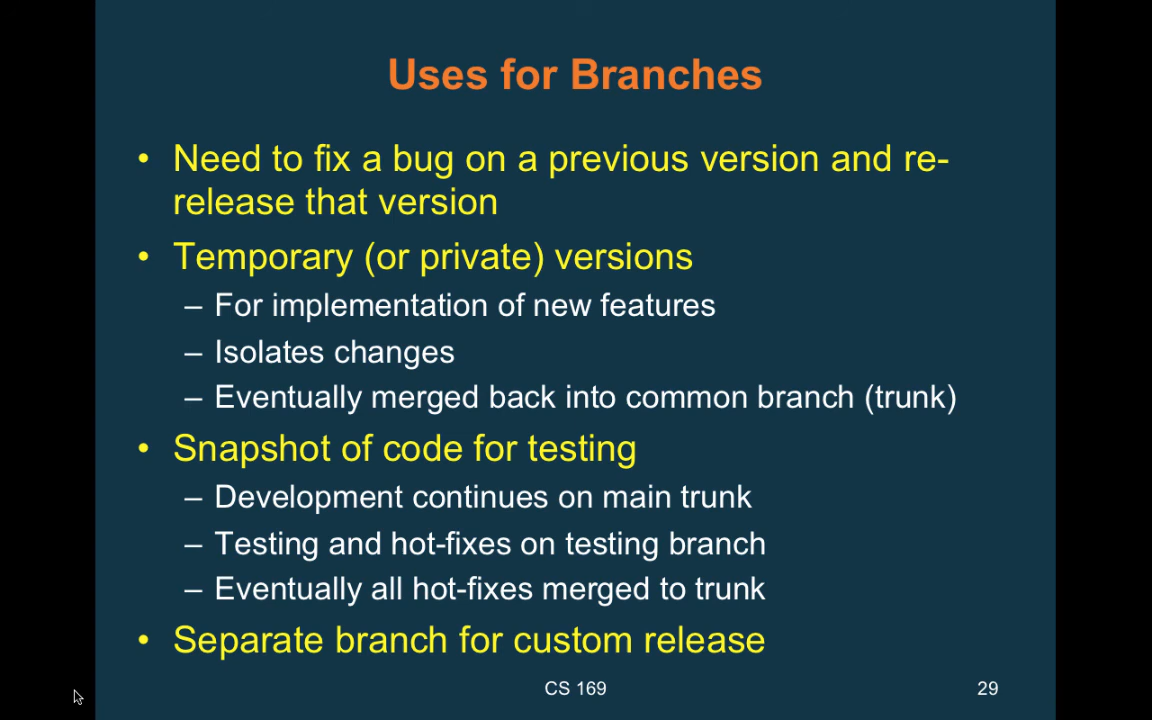 Uses for Branches
• Need to fix a bug on a previous version and re-
release that version
• Temporary (or private) versions
– For implementation of new features
– Isolates changes
– Eventually merged back into common branch (trunk)
• Snapshot of code for testing
– Development continues on main trunk
– Testing and hot-fixes on testing branch
– Eventually all hot-fixes merged to trunk
• Separate branch for custom release
CS 169
29